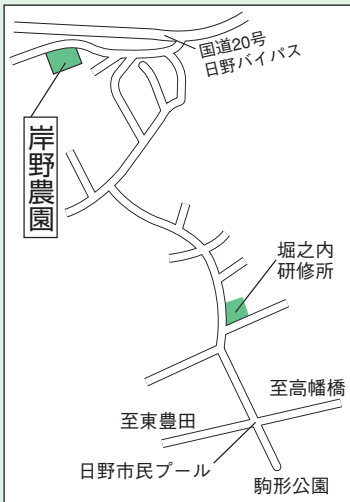 国道20号
日野バイパス
岸野農園
堀之内
研修所
至高幡橋
至東豊田
日野市民プール
駒形公園